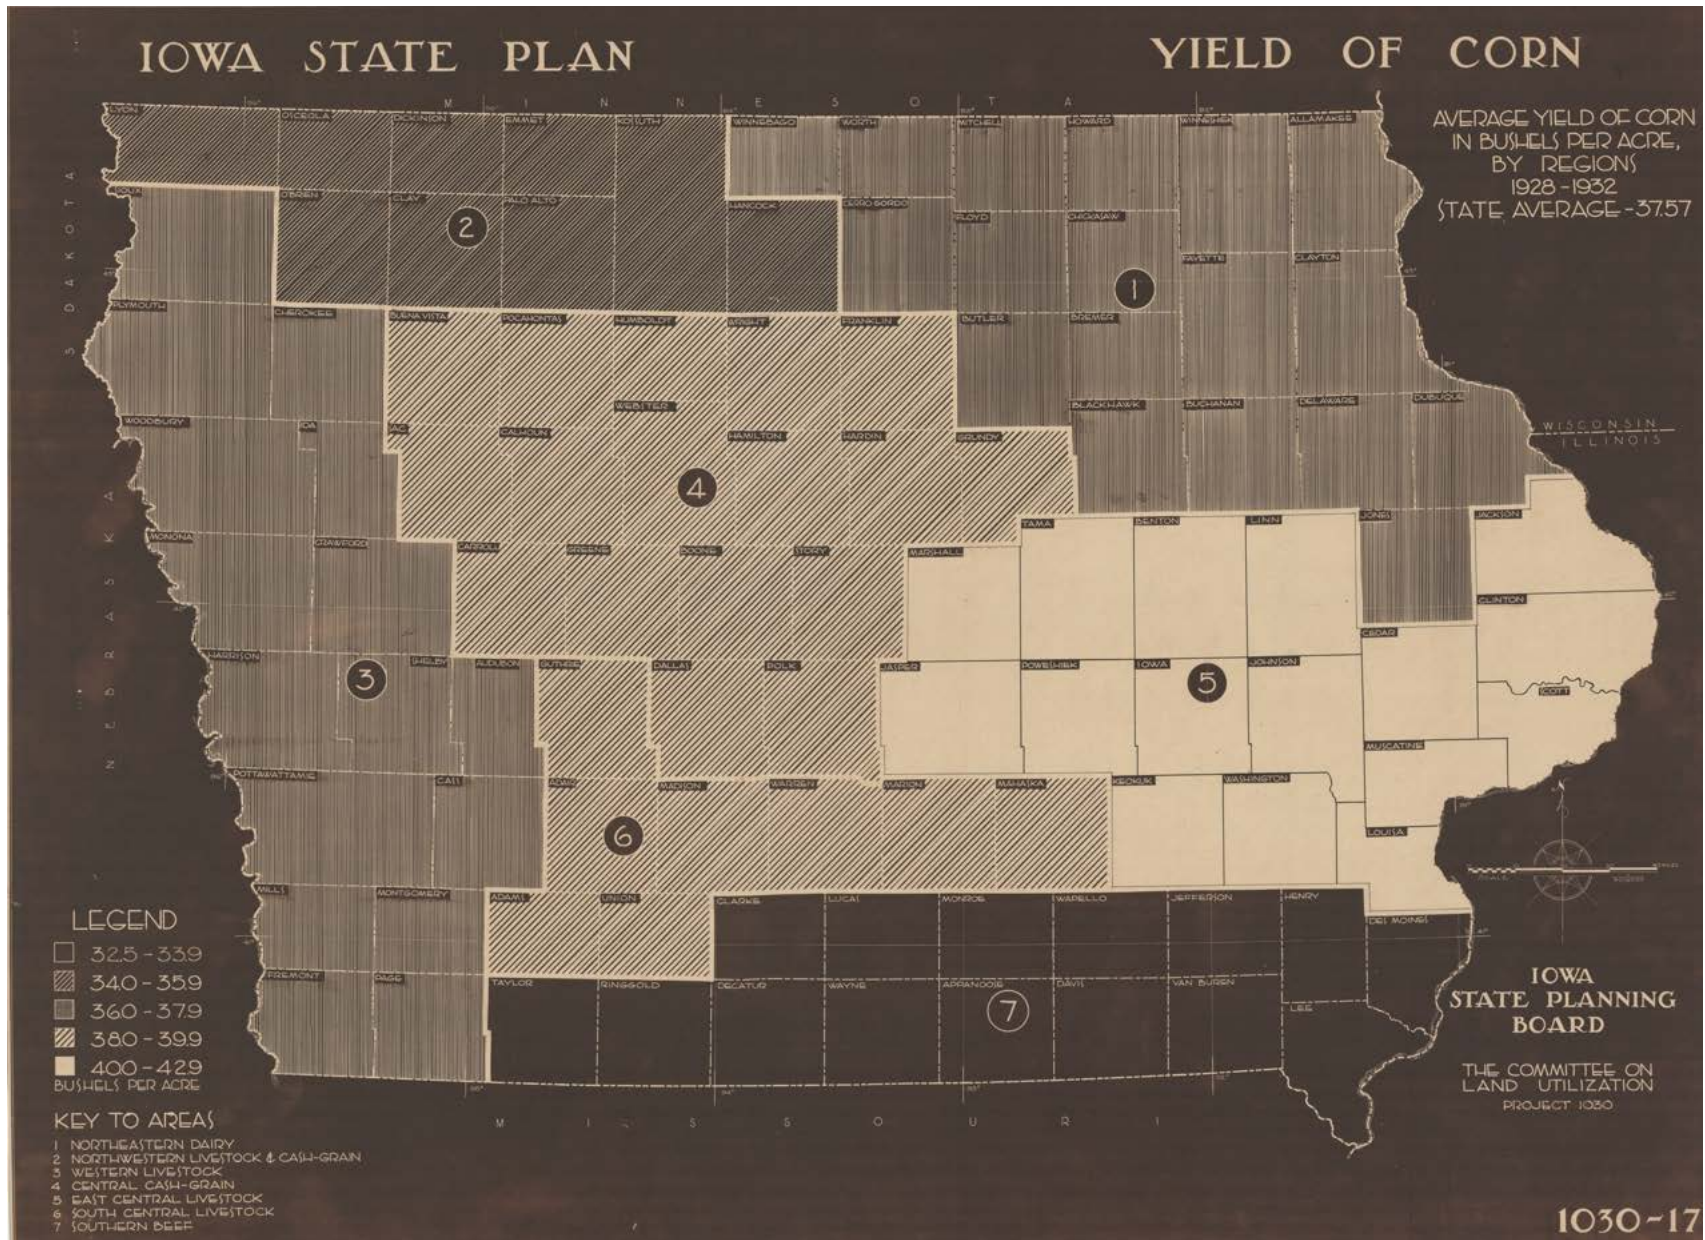 IOWA STATE PLAN
YIELD OF CORN
AVERAGE YIELD OF CORN
IN BUSHELS PER ACRE,
BY REGIONS
1928-1932
STATE AVERAGE-37.57
M I N N E S O T A
S DAKOTA
NEBRASKA
WISCONSIN
ILLINOIS
MISSOURI
LYON
OSCEOLA
DICKINSON
EMMET
KOSSUTH
WINNEBAGO
WORTH
MITCHELL
HOWARD
WINNESHIEK
ALLAMAKEE
SIOUX
O'BRIEN
CLAY
PALO ALTO
HANCOCK
CERRO GORDO
FLOYD
CHICKASAW
2
FAYETTE
CLAYTON
1
PLYMOUTH
CHEROKEE
BUENA VISTA
POCAHONTAS
HUMBOLDT
WRIGHT
FRANKLIN
BUTLER
BREMER
WOODBURY
IDA
SAC
CALHOUN
WEBSTER
HAMILTON
HARDIN
GRUNDY
BLACKHAWK
BUCHANAN
DELAWARE
DUBUQUE
4
MONONA
CRAWFORD
CARROLL
GREENE
BOONE
STORY
MARSHALL
TAMA
BENTON
LINN
JONES
JACKSON
CLINTON
CEDAR
HARRISON
SHELBY
AUDUBON
GUTHRIE
DALLAS
POLK
JASPER
POWESHIEK
IOWA
JOHNSON
SCOTT
3
5
MUSCATINE
POTTAWATTAMIE
CASS
ADAIR
MADISON
WARREN
MARION
MAHASKA
KEOKUK
WASHINGTON
LOUISA
6
MILLS
MONTGOMERY
ADAMS
UNION
CLARKE
LUCAS
MONROE
WAPELLO
JEFFERSON
HENRY
DES MOINES
FREMONT
PAGE
TAYLOR
RINGGOLD
DECATUR
WAYNE
APPANOOSE
DAVIS
VAN BUREN
LEE
7
N
SCALE
LEGEND
32.5-33.9
34.0-35.9
36.0-37.9
38.0-39.9
40.0-42.9
BUSHELS PER ACRE
KEY TO AREAS
1 NORTHEASTERN DAIRY
2 NORTHWESTERN LIVESTOCK & CASH-GRAIN
3 WESTERN LIVESTOCK
4 CENTRAL CASH-GRAIN
5 EAST CENTRAL LIVESTOCK
6 SOUTH CENTRAL LIVESTOCK
7 SOUTHERN BEEF
IOWA
STATE PLANNING
BOARD
THE COMMITTEE ON
LAND UTILIZATION
PROJECT 1030
1030-17